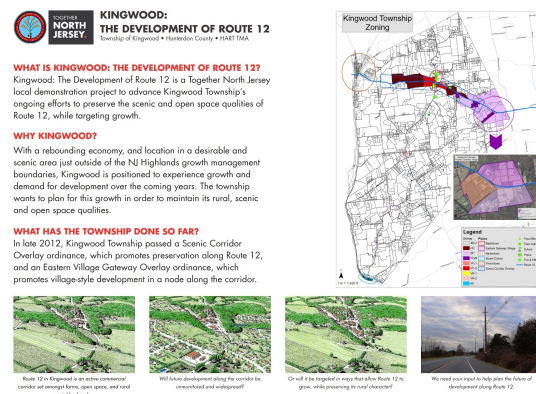 TOGETHER
NORTH
JERSEY
KINGWOOD:
THE DEVELOPMENT OF ROUTE 12
Township of Kingwood • Hunterdon County • HART TMA
WHAT IS KINGWOOD: THE DEVELOPMENT OF ROUTE 12?
Kingwood: The Development of Route 12 is a Together North Jersey
local demonstration project to advance Kingwood Township's
ongoing efforts to preserve the scenic and open space qualities of
Route 12, while targeting growth.
WHY KINGWOOD?
With a rebounding economy, and location in a desirable and
scenic area just outside of the NJ Highlands growth management
boundaries, Kingwood is positioned to experience growth and
demand for development over the coming years. The township
wants to plan for this growth in order to maintain its rural, scenic
and open space qualities.
WHAT HAS THE TOWNSHIP DONE SO FAR?
In late 2012, Kingwood Township passed a Scenic Corridor
Overlay ordinance, which promotes preservation along Route 12,
and an Eastern Village Gateway Overlay ordinance, which
promotes village-style development in a node along the corridor.
Kingwood Township
Zoning
Legend
Route 12 in Kingwood is an active commercial
corridor set amongst farms, open space, and rural
Will future development along the corridor be
unmonitored and widespread?
Or will it be targeted in ways that allow Route 12 to
grow, while preserving its rural character?
We need your input to help plan the future of
development along Route 12.